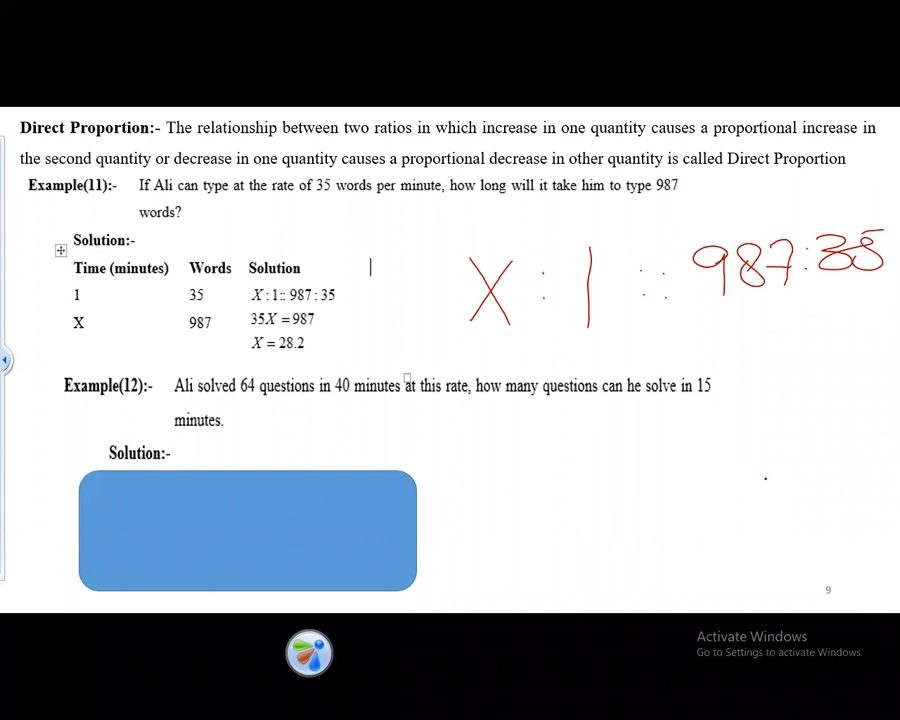 Direct Proportion:- The relationship between two ratios in which increase in one quantity causes a proportional increase in
the second quantity or decrease in one quantity causes a proportional decrease in other quantity is called Direct Proportion
Example(11):- If Ali can type at the rate of 35 words per minute, how long will it take him to type 987
words?
Solution:-
Time (minutes) Words Solution
1 35 X : 1 :: 987 : 35
X 987 35X = 987
X = 28.2
X : 1 :: 987 : 35
Example(12):- Ali solved 64 questions in 40 minutes at this rate, how many questions can he solve in 15
minutes.
Solution:-
9
Activate Windows
Go to Settings to activate Windows.